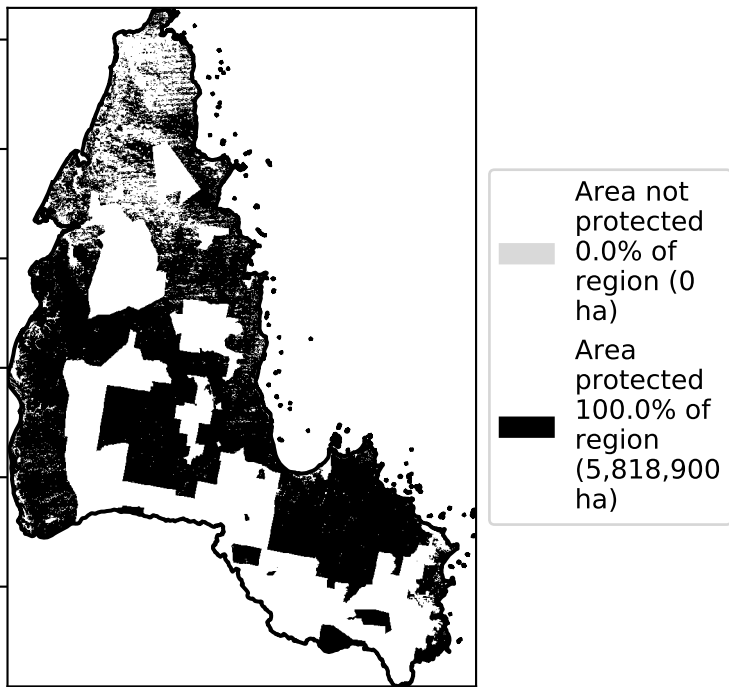 Area not
protected
0.0% of
region (0
ha)
Area
protected
100.0% of
region
(5,818,900
ha)